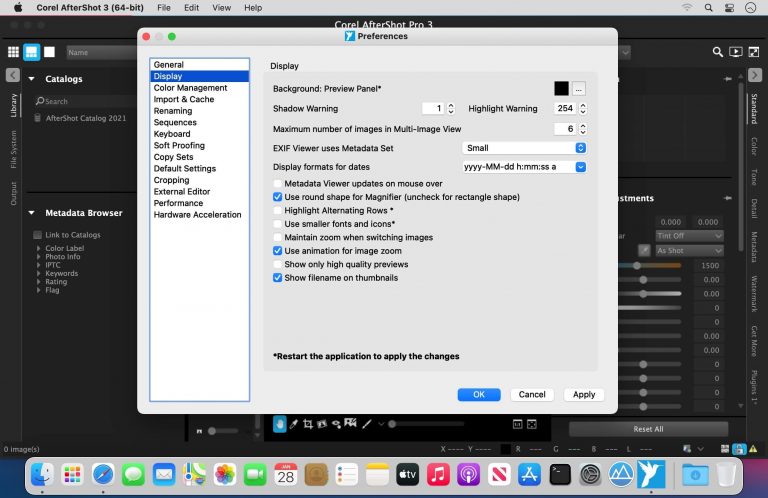 Corel AfterShot 3 (64-bit) File Edit View Help
Corel AfterShot Pro 3
Preferences
Name
Library
File System
Output
Catalogs
Search
AfterShot Catalog 2021
Metadata Browser
Link to Catalogs
Color Label
Photo Info
IPTC
Keywords
Rating
Flag
General
Display
Color Management
Import & Cache
Renaming
Sequences
Keyboard
Soft Proofing
Copy Sets
Default Settings
Cropping
External Editor
Performance
Hardware Acceleration
Display
Background: Preview Panel*
...
Shadow Warning 1 Highlight Warning 254
Maximum number of images in Multi-Image View 6
EXIF Viewer uses Metadata Set Small
Display formats for dates yyyy-MM-dd h:mm:ss a
Metadata Viewer updates on mouse over
Use round shape for Magnifier (uncheck for rectangle shape)
Highlight Alternating Rows *
Use smaller fonts and icons*
Maintain zoom when switching images
Use animation for image zoom
Show only high quality previews
Show filename on thumbnails
*Restart the application to apply the changes
OK Cancel Apply
ustments
0.000 0.000
Tint Off
As Shot
1500
0.00
0.00
0
0
0
0
0
0
0
Reset All
Standard
Color
Tone
Detail
Metadata
Watermark
Get More
Plugins 1*
0 image(s)
X ---- Y ---- R --- G --- B --- L ---
JAN
28
tv